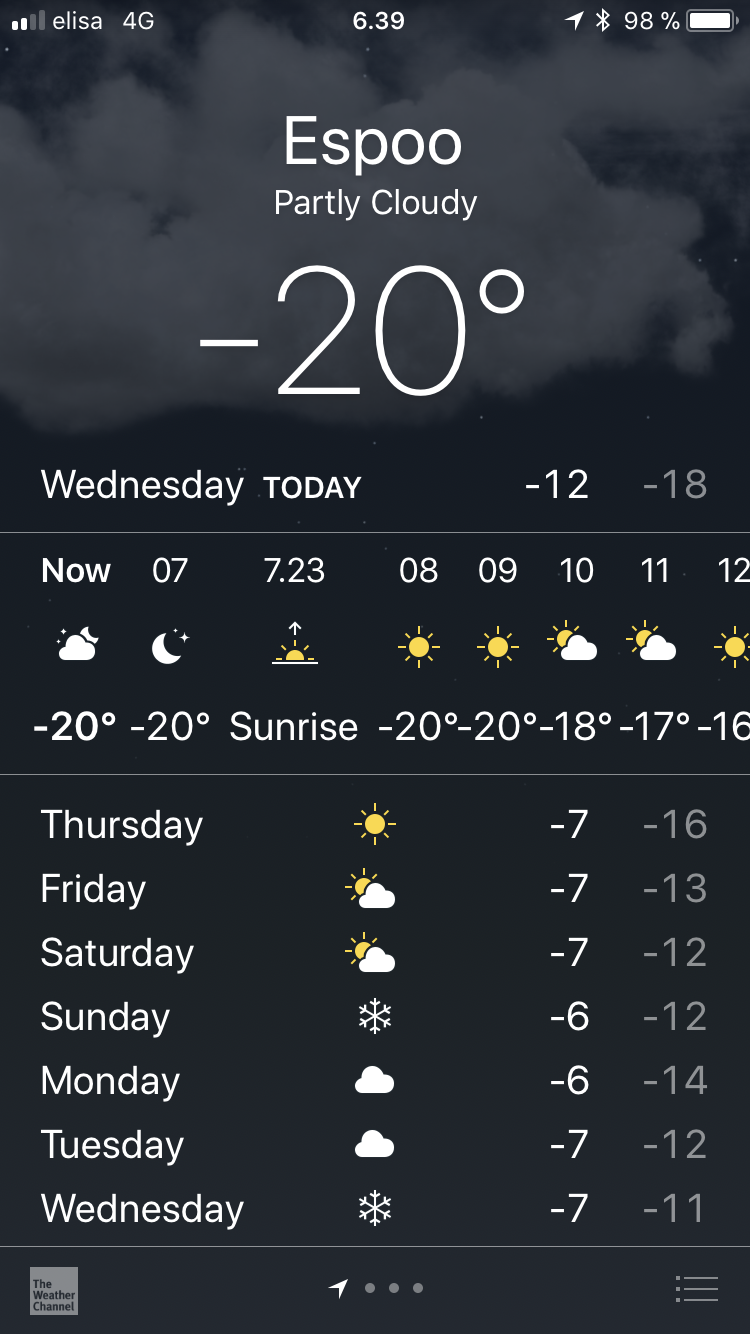 elisa 4G 6.39 98 %
Espoo
Partly Cloudy
-20°
Wednesday TODAY -12 -18
Now 07 7.23 08 09 10 11 12
-20° -20° Sunrise -20° -20° -18° -17° -16
Thursday -7 -16
Friday -7 -13
Saturday -7 -12
Sunday -6 -12
Monday -6 -14
Tuesday -7 -12
Wednesday -7 -11
The
Weather
Channel